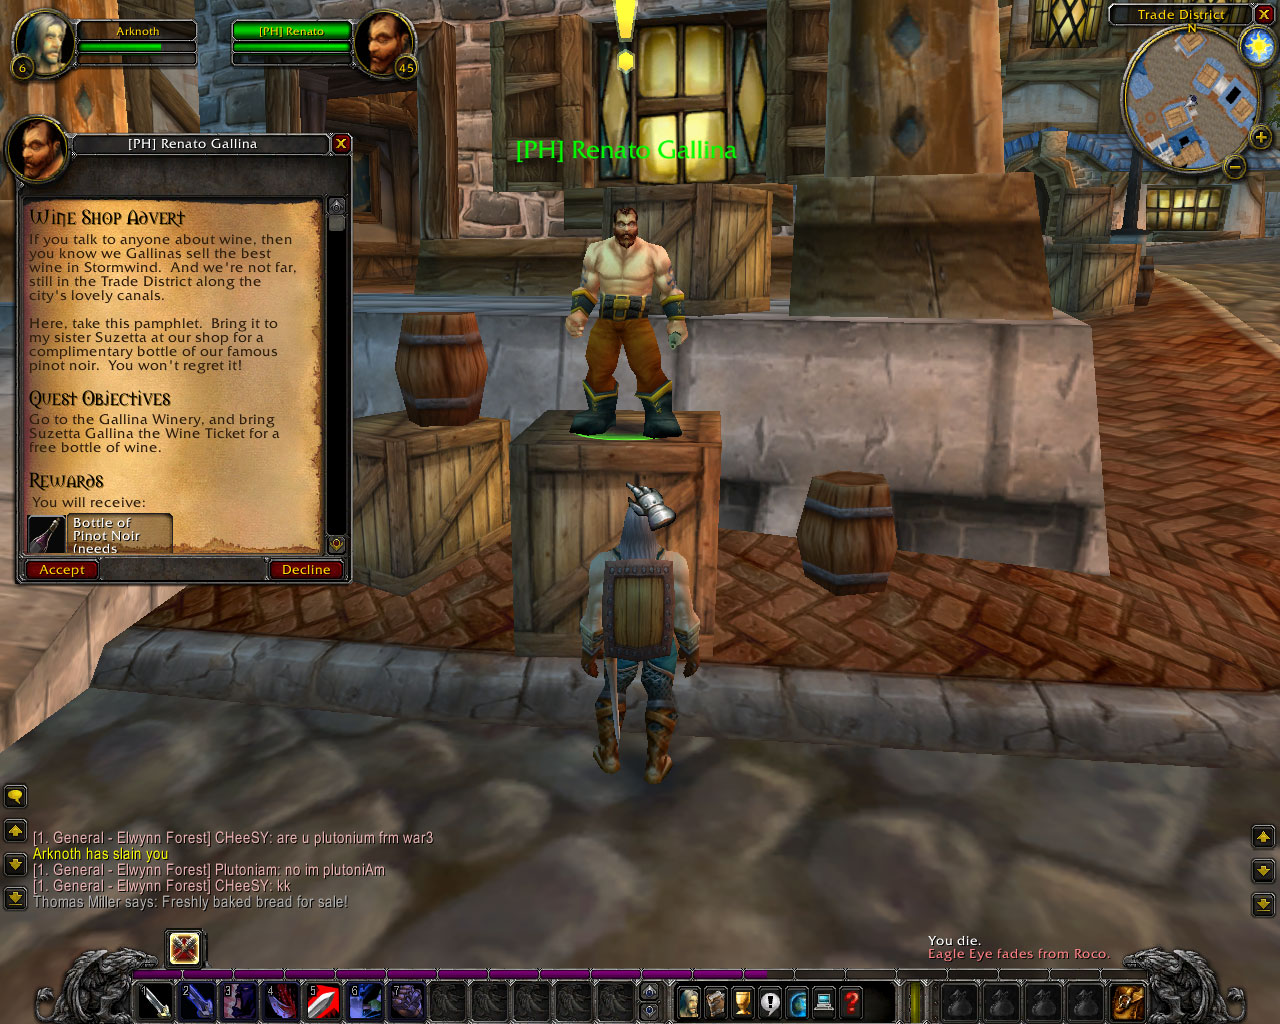 Arknoth
6
[PH] Renato
45
Trade District
N
[PH] Renato Gallina
[PH] Renato Gallina
Wine Shop Advert
If you talk to anyone about wine, then
you know we Gallinas sell the best
wine in Stormwind.  And we're not far,
still in the Trade District along the
city's lovely canals.
Here, take this pamphlet.  Bring it to
my sister Suzetta at our shop for a
complimentary bottle of our famous
pinot noir.  You won't regret it!
Quest Objectives
Go to the Gallina Winery, and bring
Suzetta Gallina the Wine Ticket for a
free bottle of wine.
Rewards
You will receive:
Bottle of
Pinot Noir
(needs
Accept
Decline
[1. General - Elwynn Forest] CHeeSY: are u plutonium frm war3
Arknoth has slain you
[1. General - Elwynn Forest] Plutoniam: no im plutoniAm
[1. General - Elwynn Forest] CHeeSY: kk
Thomas Miller says: Freshly baked bread for sale!
You die.
Eagle Eye fades from Roco.
1 2 3 4 5 6 7